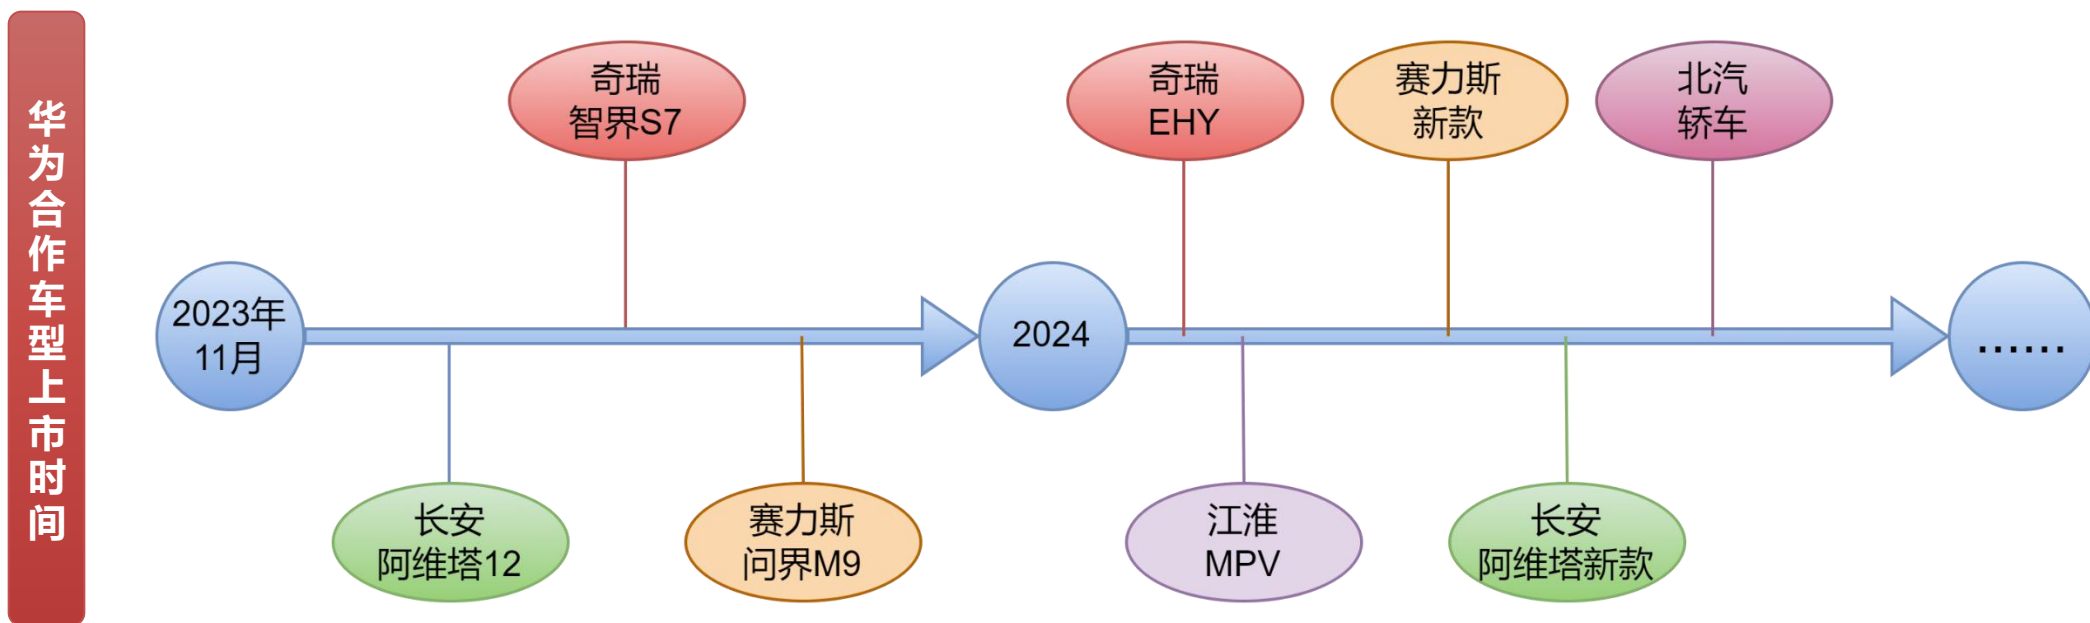 华为合作车型上市时间
奇瑞
智界S7
奇瑞
EHY
赛力斯
新款
北汽
轿车
2023年
11月
2024
......
长安
阿维塔12
赛力斯
问界M9
江淮
MPV
长安
阿维塔新款